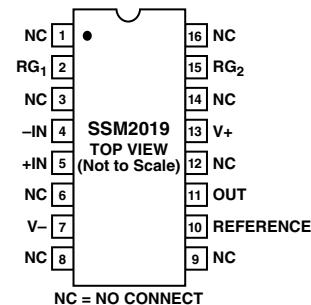 NC 1 16 NC
RG1 2 15 RG2
NC 3 14 NC
–IN 4 SSM2019 13 V+
TOP VIEW
+IN 5 (Not to Scale) 12 NC
NC 6 11 OUT
V– 7 10 REFERENCE
NC 8 9 NC
NC = NO CONNECT